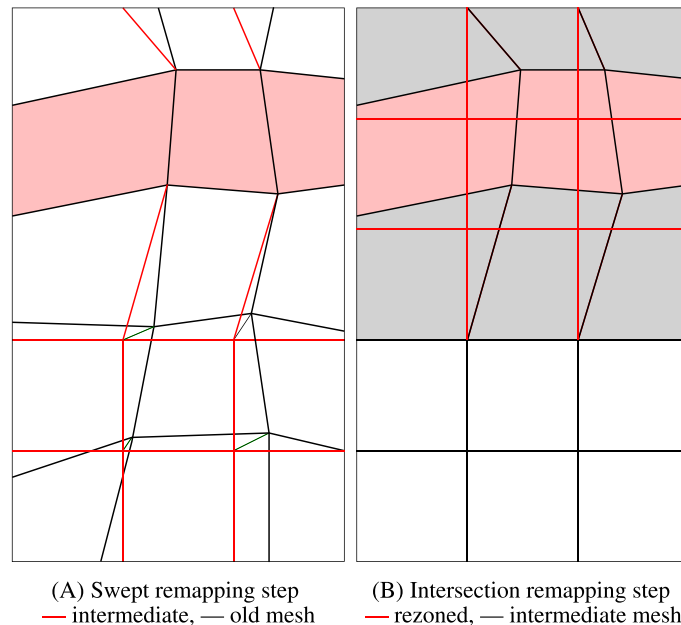 (A) Swept remapping step
— intermediate, — old mesh
(B) Intersection remapping step
— rezoned, — intermediate mesh